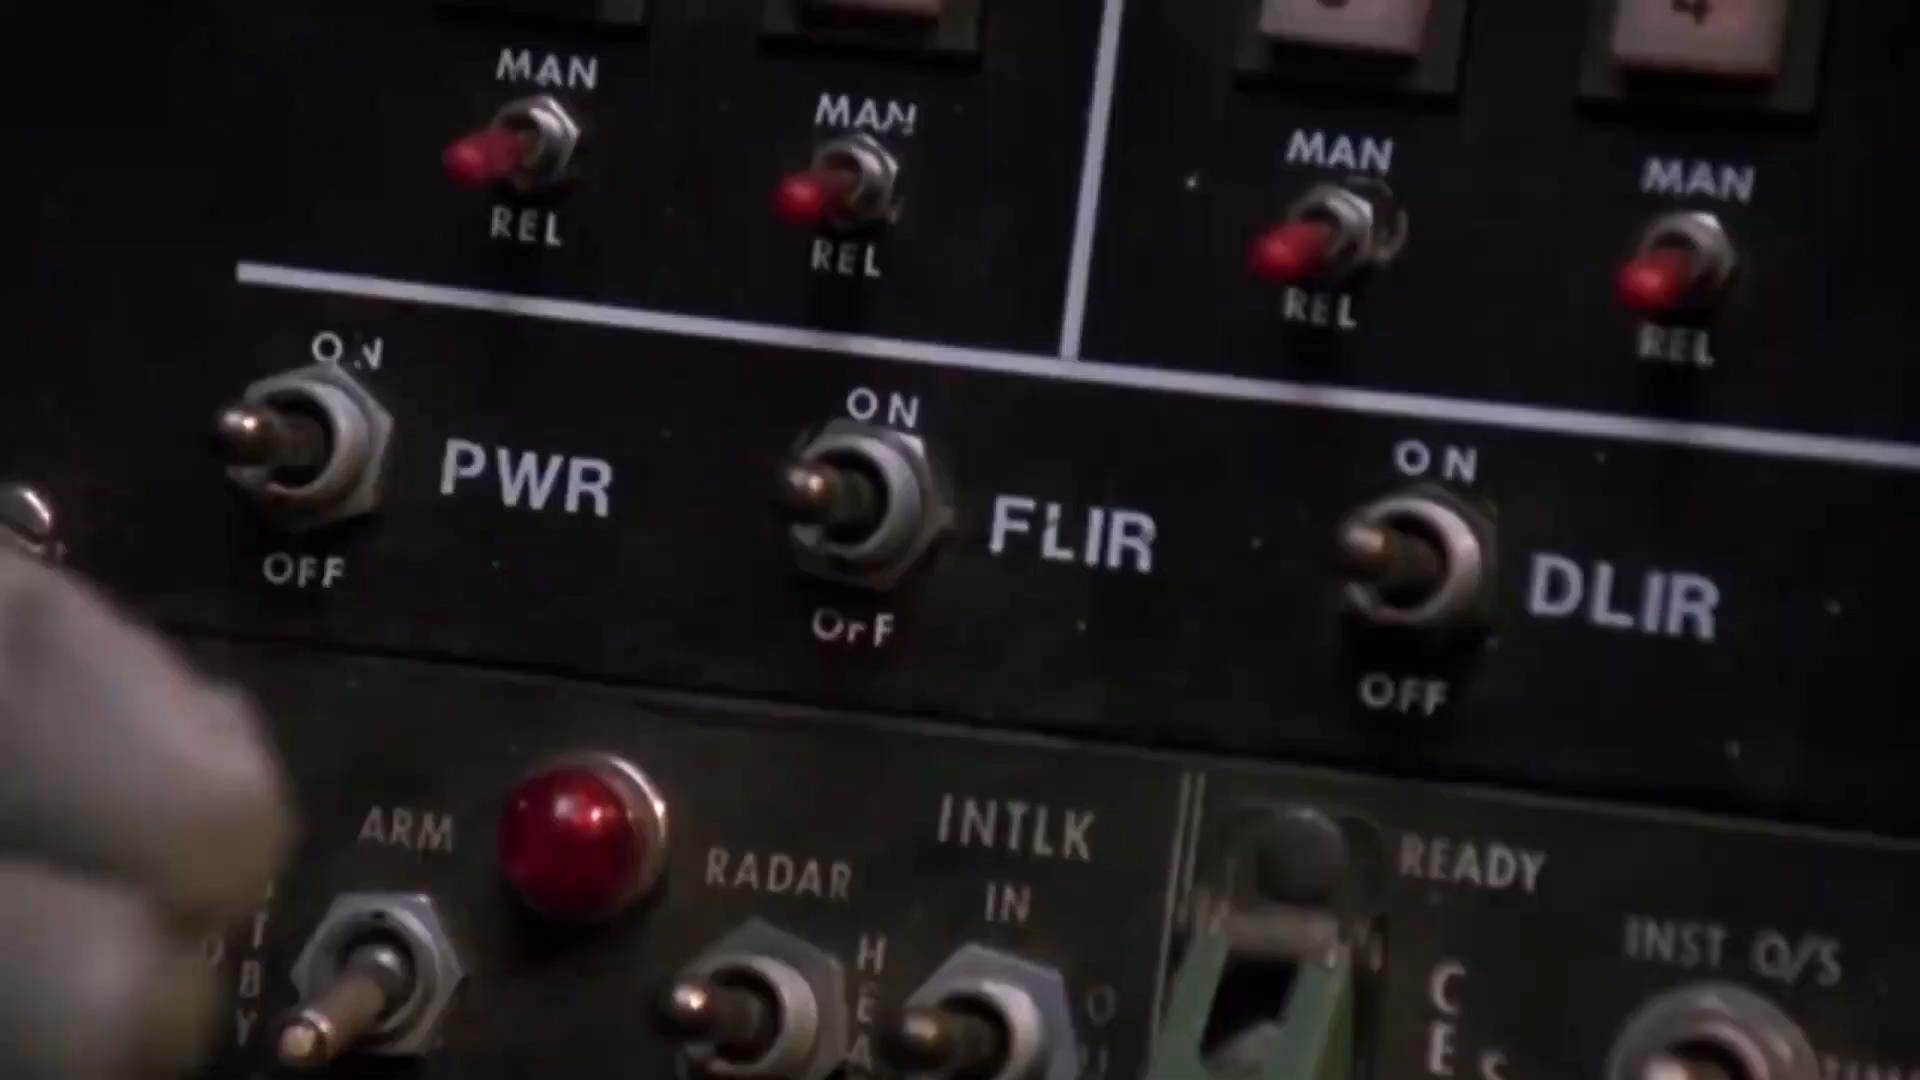 4
MAN
MAN
MAN
MAN
REL
REL
REL
REL
ON
ON
ON
PWR
FLIR
DLIR
OFF
OFF
OFF
ARM
RADAR
INTLK
IN
READY
INST O/S